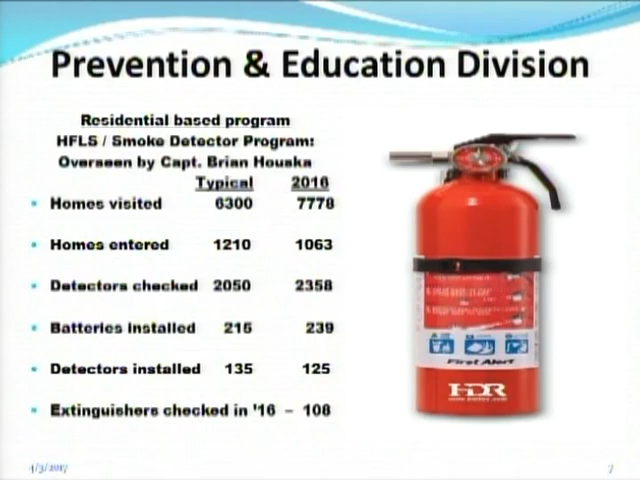 Prevention & Education Division
Residential based program
HFLS / Smoke Detector Program:
Overseen by Capt. Brian Houska
Typical 2016
• Homes visited 6300 7778
• Homes entered 1210 1063
• Detectors checked 2050 2358
• Batteries installed 215 239
• Detectors installed 135 125
• Extinguishers checked in '16 – 108
First Alert
HDR
4/3/2017
7